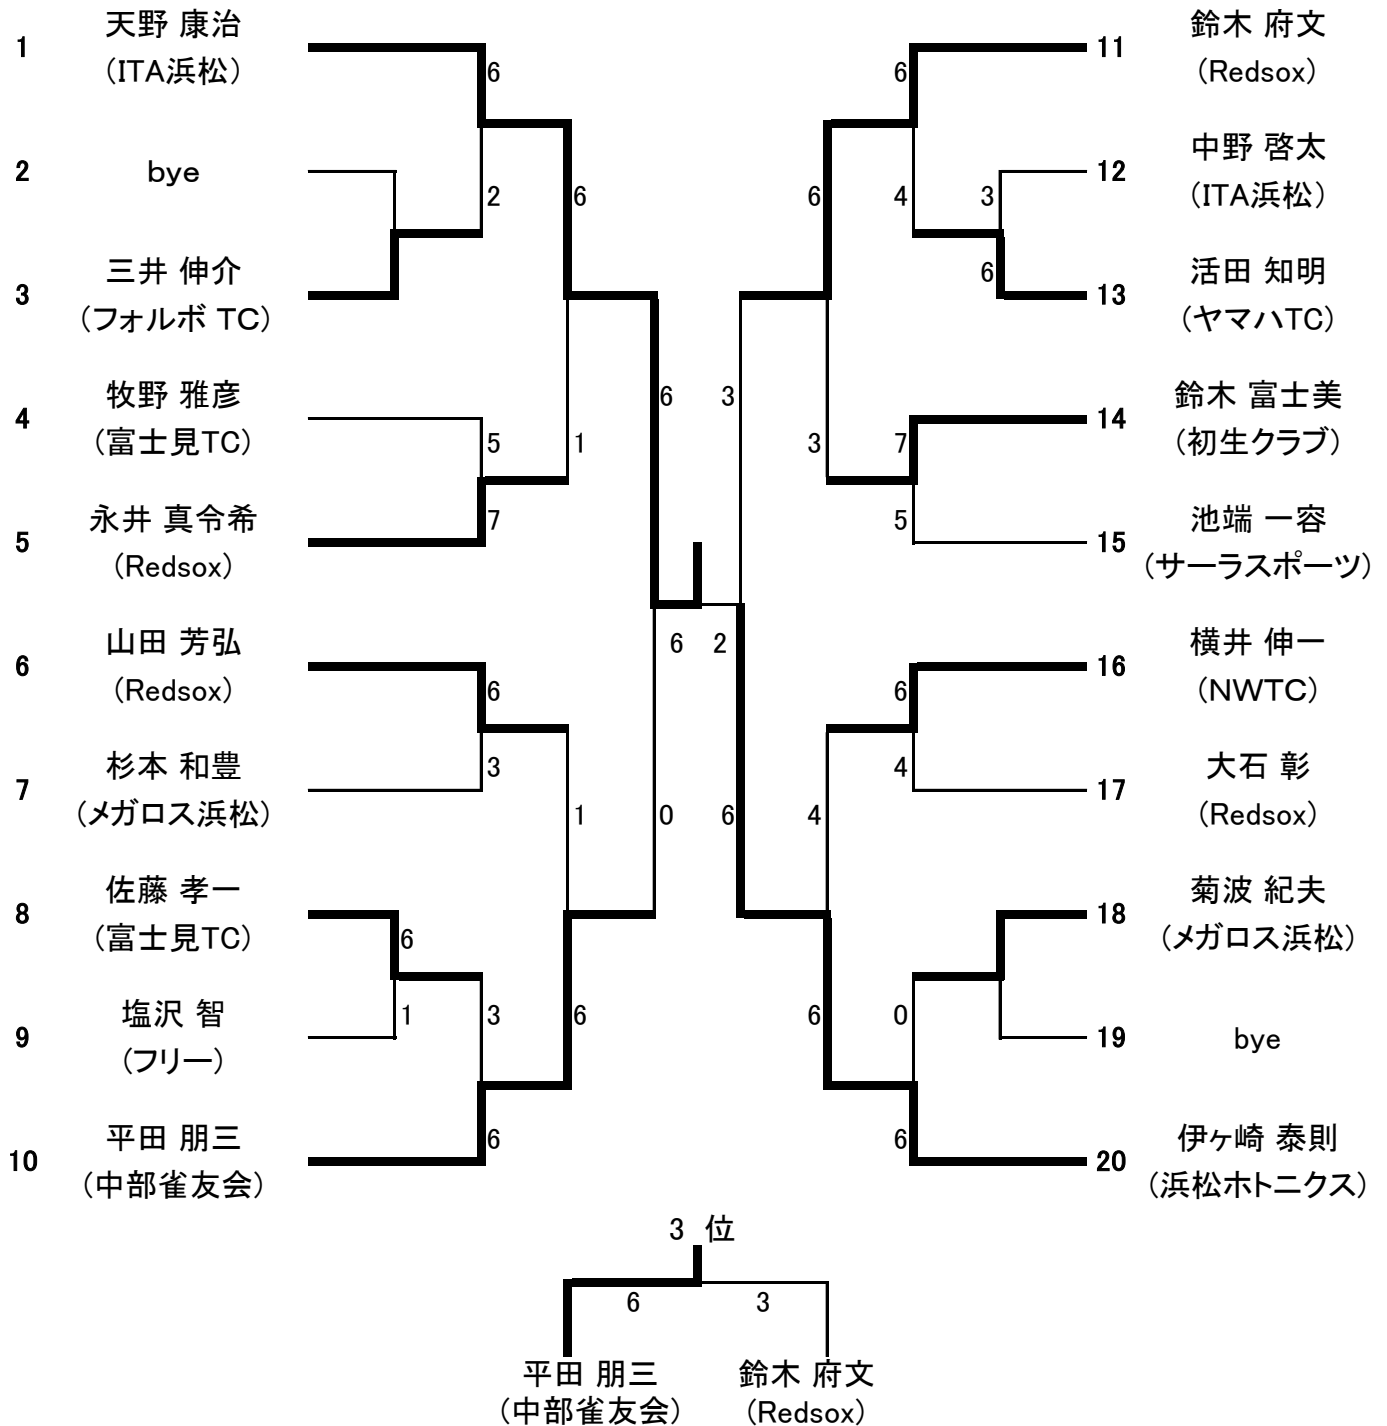 1
天野 康治
(ITA浜松)
2
bye
3
三井 伸介
(フォルボ TC)
4
牧野 雅彦
(富士見TC)
5
永井 真令希
(Redsox)
6
山田 芳弘
(Redsox)
7
杉本 和豊
(メガロス浜松)
8
佐藤 孝一
(富士見TC)
9
塩沢 智
(フリー)
10
平田 朋三
(中部雀友会)
6
2
5
7
6
3
6
1
3
6
6
1
1
6
6
0
6
2
3
6
6
3
4
6
6
4
3
6
7
5
6
4
0
6
11
鈴木 府文
(Redsox)
12
中野 啓太
(ITA浜松)
13
活田 知明
(ヤマハTC)
14
鈴木 富士美
(初生クラブ)
15
池端 一容
(サーラスポーツ)
16
横井 伸一
(NWTC)
17
大石 彰
(Redsox)
18
菊波 紀夫
(メガロス浜松)
19
bye
20
伊ヶ崎 泰則
(浜松ホトニクス)
3 位
6
3
平田 朋三
(中部雀友会)
鈴木 府文
(Redsox)